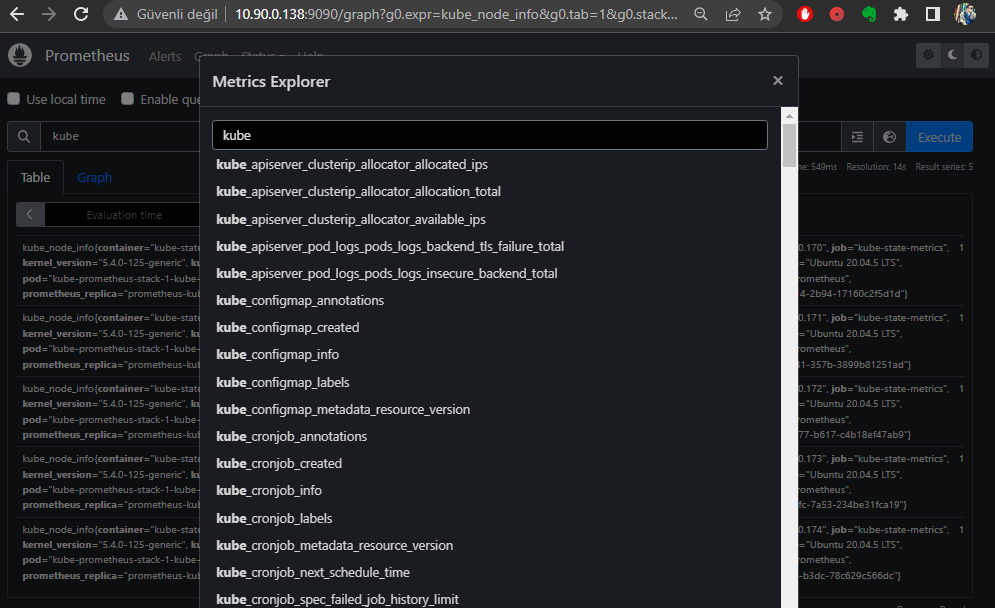 Güvenli değil
10.90.0.138:9090/graph?g0.expr=kube_node_info&g0.tab=1&g0.stack...
Prometheus
Alerts
Graph
Status
Help
Metrics Explorer
×
Use local time
Enable que
kube
kube
Execute
549ms Resolution: 14s Result series: 5
Table
Graph
Evaluation time
kube_apiserver_clusterip_allocator_allocated_ips
kube_apiserver_clusterip_allocator_allocation_total
kube_apiserver_clusterip_allocator_available_ips
kube_apiserver_pod_logs_pods_logs_backend_tls_failure_total
kube_apiserver_pod_logs_pods_logs_insecure_backend_total
kube_configmap_annotations
kube_configmap_created
kube_configmap_info
kube_configmap_labels
kube_configmap_metadata_resource_version
kube_cronjob_annotations
kube_cronjob_created
kube_cronjob_info
kube_cronjob_labels
kube_cronjob_metadata_resource_version
kube_cronjob_next_schedule_time
kube_cronjob_spec_failed_job_history_limit
kube_node_info{container="kube-state
0.170", job="kube-state-metrics", 1
kernel_version="5.4.0-125-generic", ku
="Ubuntu 20.04.5 LTS",
pod="kube-prometheus-stack-1-kube-
rometheus",
prometheus_replica="prometheus-kub
4-2b94-17160c2f5d1d"}
kube_node_info{container="kube-state
0.171", job="kube-state-metrics", 1
kernel_version="5.4.0-125-generic", ku
="Ubuntu 20.04.5 LTS",
pod="kube-prometheus-stack-1-kube-
rometheus",
prometheus_replica="prometheus-kub
41-357b-3899b81251ad"}
kube_node_info{container="kube-state
0.172", job="kube-state-metrics", 1
kernel_version="5.4.0-125-generic", ku
="Ubuntu 20.04.5 LTS",
pod="kube-prometheus-stack-1-kube-
rometheus",
prometheus_replica="prometheus-kub
77-b617-c4b18ef47ab9"}
kube_node_info{container="kube-state
0.173", job="kube-state-metrics", 1
kernel_version="5.4.0-125-generic", ku
="Ubuntu 20.04.5 LTS",
pod="kube-prometheus-stack-1-kube-
rometheus",
prometheus_replica="prometheus-kub
fc-7a53-234be31fca19"}
kube_node_info{container="kube-state
0.174", job="kube-state-metrics", 1
kernel_version="5.4.0-125-generic", ku
="Ubuntu 20.04.5 LTS",
pod="kube-prometheus-stack-1-kube-
rometheus",
prometheus_replica="prometheus-kub
-b3dc-78c629c566dc"}